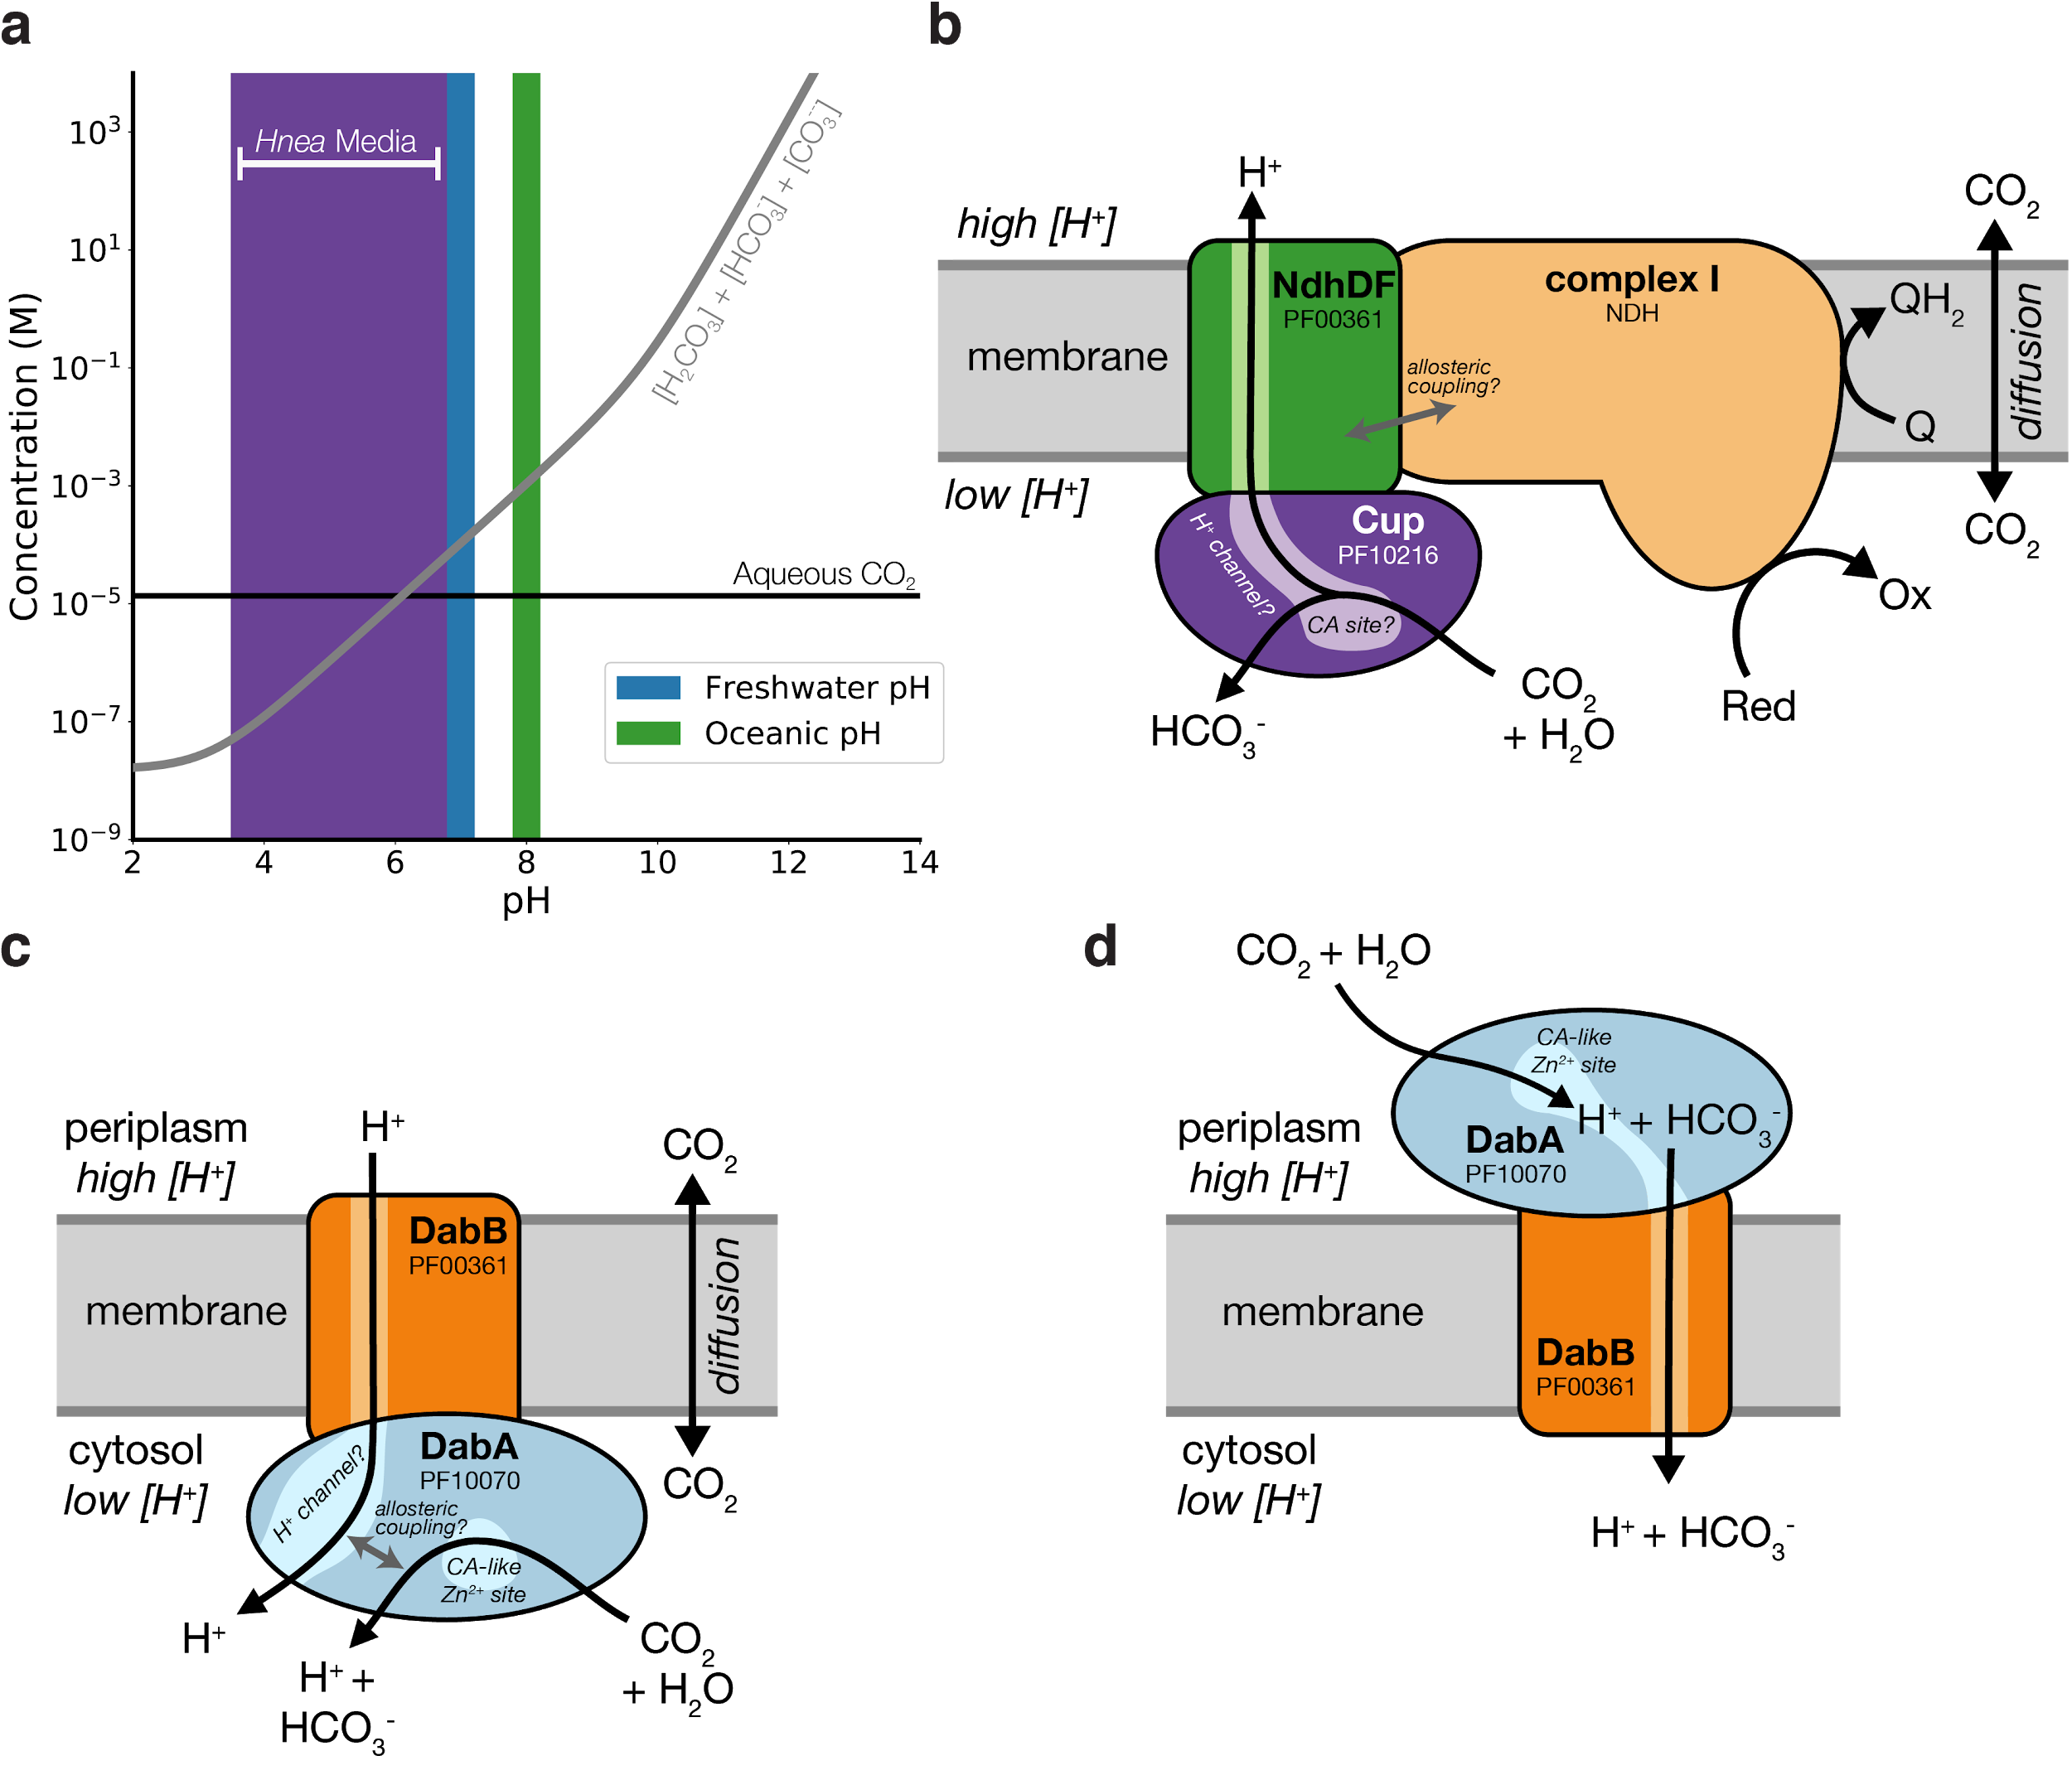 a
Concentration (M)
10³
10¹
10⁻¹
10⁻³
10⁻⁵
10⁻⁷
10⁻⁹
2 4 6 8 10 12 14
pH
Hnea Media
[H₂CO₃] + [HCO₃⁻] + [CO₃⁻]
Aqueous CO₂
Freshwater pH
Oceanic pH
b
high [H⁺]
membrane
low [H⁺]
H⁺
NdhDF
PF00361
complex I
NDH
allosteric
coupling?
QH₂
Q
CO₂
diffusion
CO₂
Cup
PF10216
H⁺ channel?
CA site?
HCO₃⁻
CO₂
+ H₂O
Red
Ox
c
periplasm
high [H⁺]
H⁺
DabB
PF00361
membrane
CO₂
diffusion
CO₂
cytosol
low [H⁺]
DabA
PF10070
H⁺ channel?
allosteric
coupling?
CA-like
Zn²⁺ site
H⁺
H⁺ +
HCO₃⁻
CO₂
+ H₂O
d
CO₂ + H₂O
CA-like
Zn²⁺ site
H⁺ + HCO₃⁻
DabA
PF10070
periplasm
high [H⁺]
membrane
DabB
PF00361
cytosol
low [H⁺]
H⁺ + HCO₃⁻